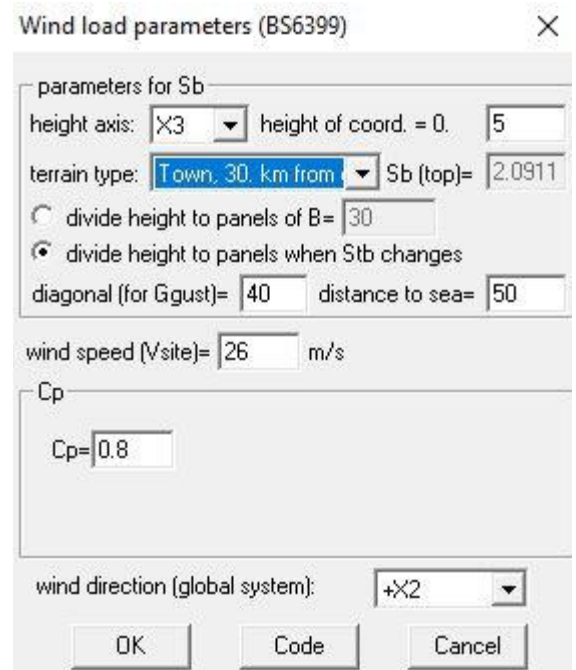 Wind load parameters (BS6399)
parameters for Sb
height axis: X3 height of coord. = 0. 5
terrain type: Town, 30. km from Sb (top)= 2.0911
divide height to panels of B= 30
divide height to panels when Stb changes
diagonal (for Ggust)= 40 distance to sea= 50
wind speed (Vsite)= 26 m/s
Cp
Cp= 0.8
wind direction (global system): +X2
OK Code Cancel